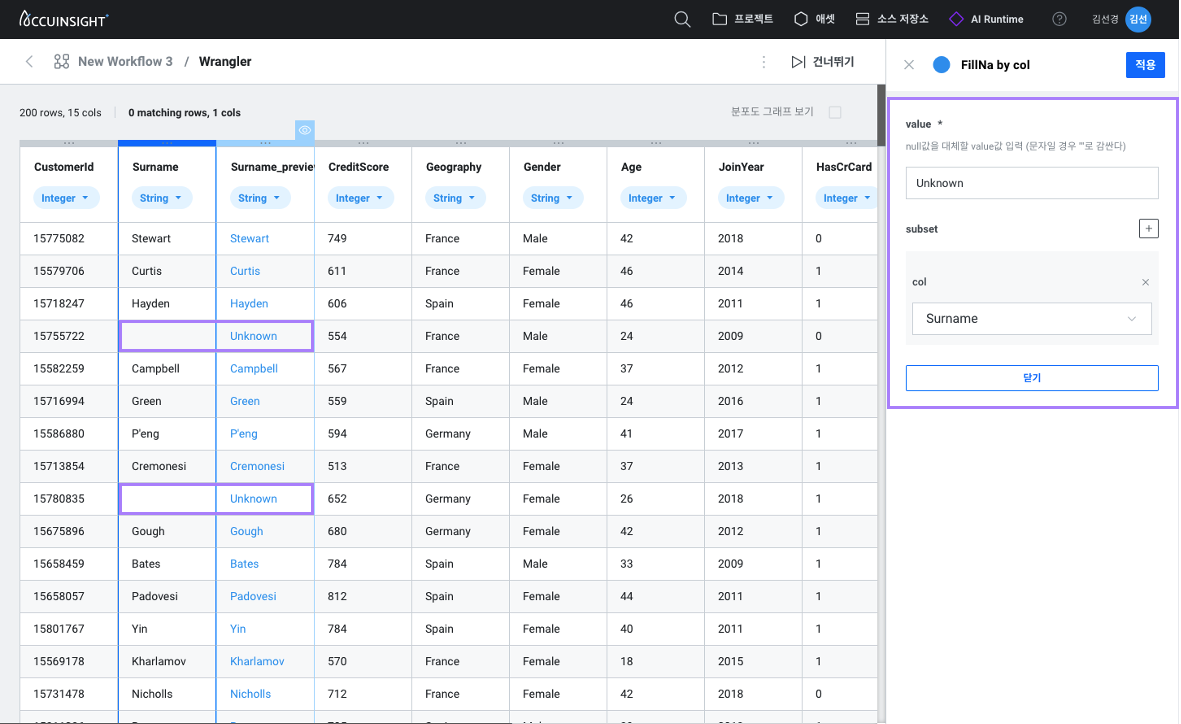 ACCUINSIGHT+
프로젝트
애셋
소스 저장소
AI Runtime
김선경
김선
New Workflow 3 / Wrangler
건너뛰기
200 rows, 15 cols
0 matching rows, 1 cols
분포도 그래프 보기
CustomerId Surname Surname_previe CreditScore Geography Gender Age JoinYear HasCrCard
Integer String String Integer String String Integer Integer Integer
15775082 Stewart Stewart 749 France Male 42 2018 0
15579706 Curtis Curtis 611 France Female 46 2014 1
15718247 Hayden Hayden 606 Spain Female 46 2011 1
15755722 Unknown 554 France Male 24 2009 0
15582259 Campbell Campbell 567 France Female 37 2012 1
15716994 Green Green 559 Spain Male 24 2016 1
15586880 P'eng P'eng 594 Germany Male 41 2017 1
15713854 Cremonesi Cremonesi 513 France Female 37 2013 1
15780835 Unknown 652 Germany Female 26 2018 1
15675896 Gough Gough 680 Germany Female 42 2012 1
15658459 Bates Bates 784 Spain Male 33 2009 1
15658057 Padovesi Padovesi 812 Spain Female 44 2011 1
15801767 Yin Yin 784 Spain Female 40 2011 1
15569178 Kharlamov Kharlamov 570 France Female 18 2015 1
15731478 Nicholls Nicholls 712 France Female 42 2018 0
FillNa by col
적용
value *
null값을 대체할 value값 입력 (문자일 경우 ""로 감싼다)
Unknown
subset
col
Surname
닫기